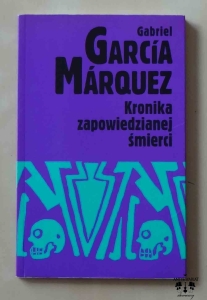 Gabriel
GARCÍA
MÁRQUEZ
Kronika
zapowiedzianej
śmierci